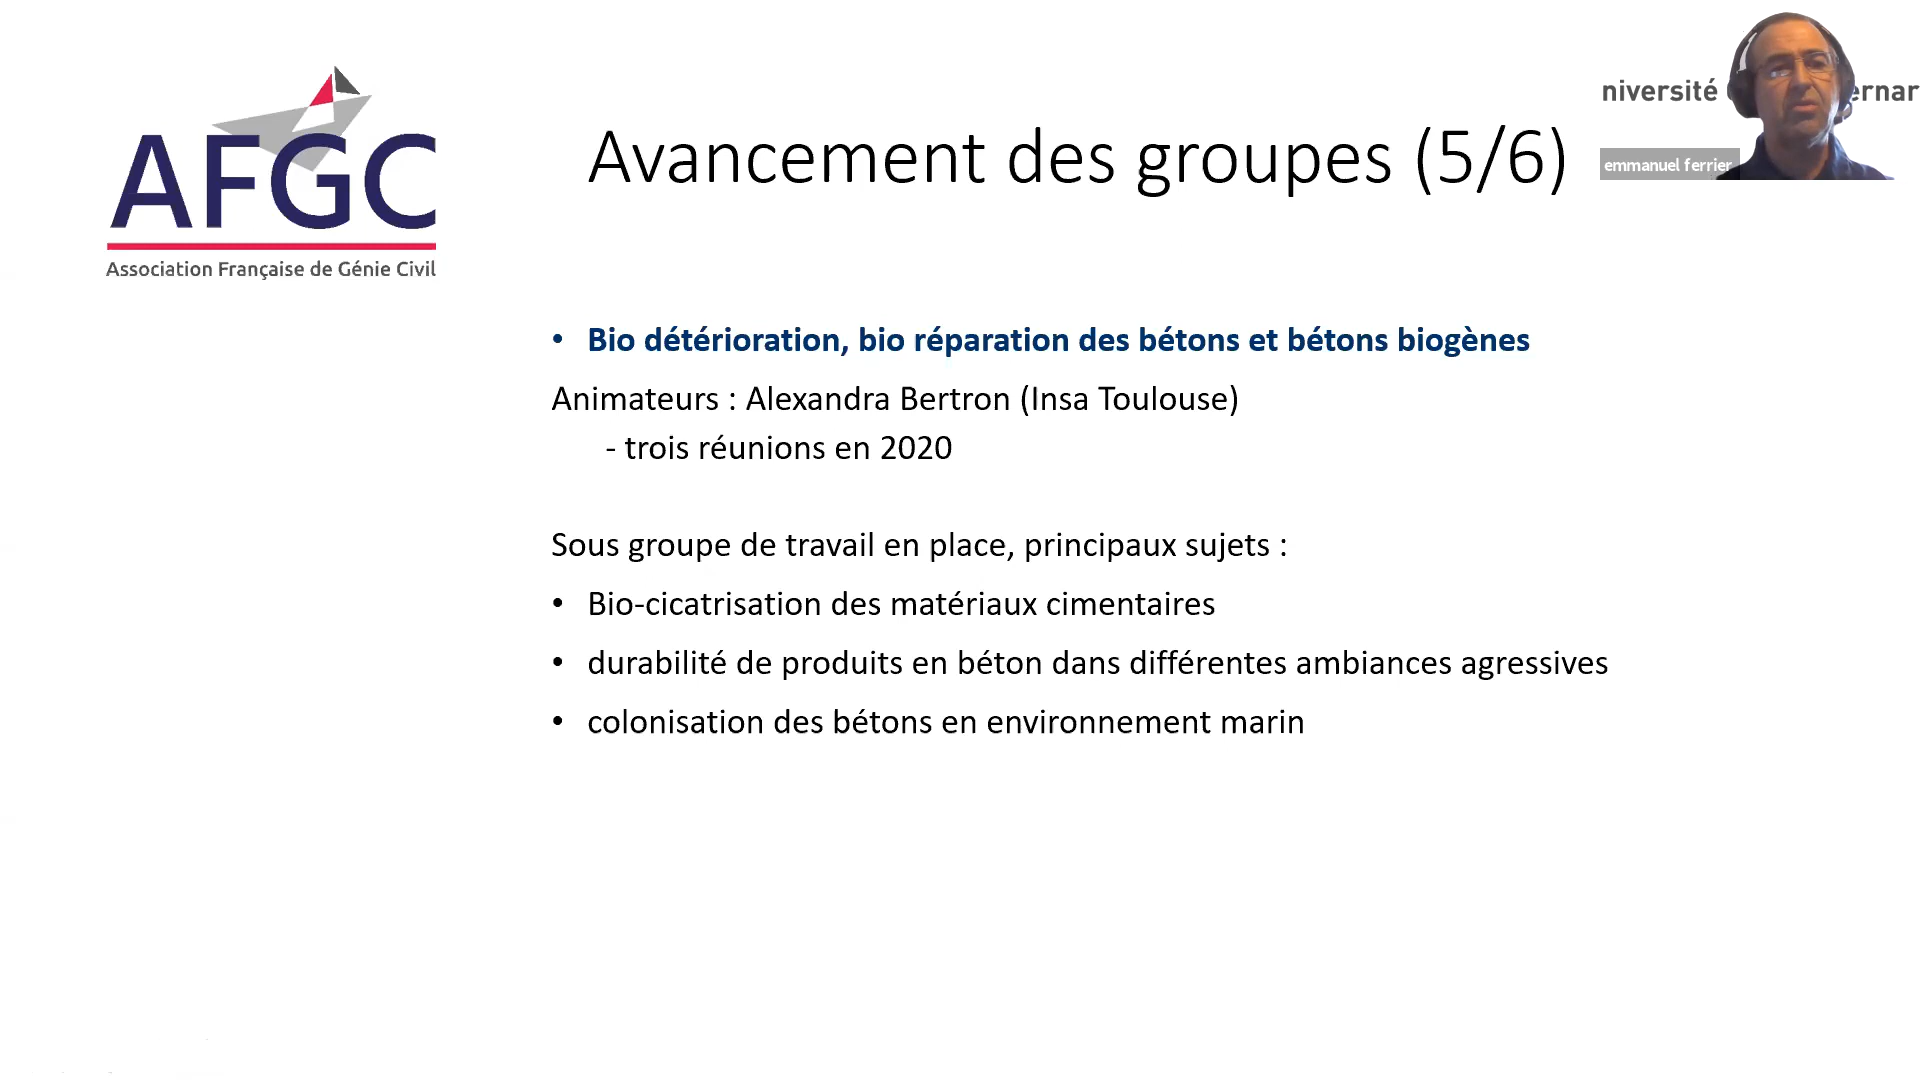 niversité
ernar
Avancement des groupes (5/6)
emmanuel ferrier
AFGC
Association Française de Génie Civil
• Bio détérioration, bio réparation des bétons et bétons biogènes
Animateurs : Alexandra Bertron (Insa Toulouse)
- trois réunions en 2020
Sous groupe de travail en place, principaux sujets :
• Bio-cicatrisation des matériaux cimentaires
• durabilité de produits en béton dans différentes ambiances agressives
• colonisation des bétons en environnement marin